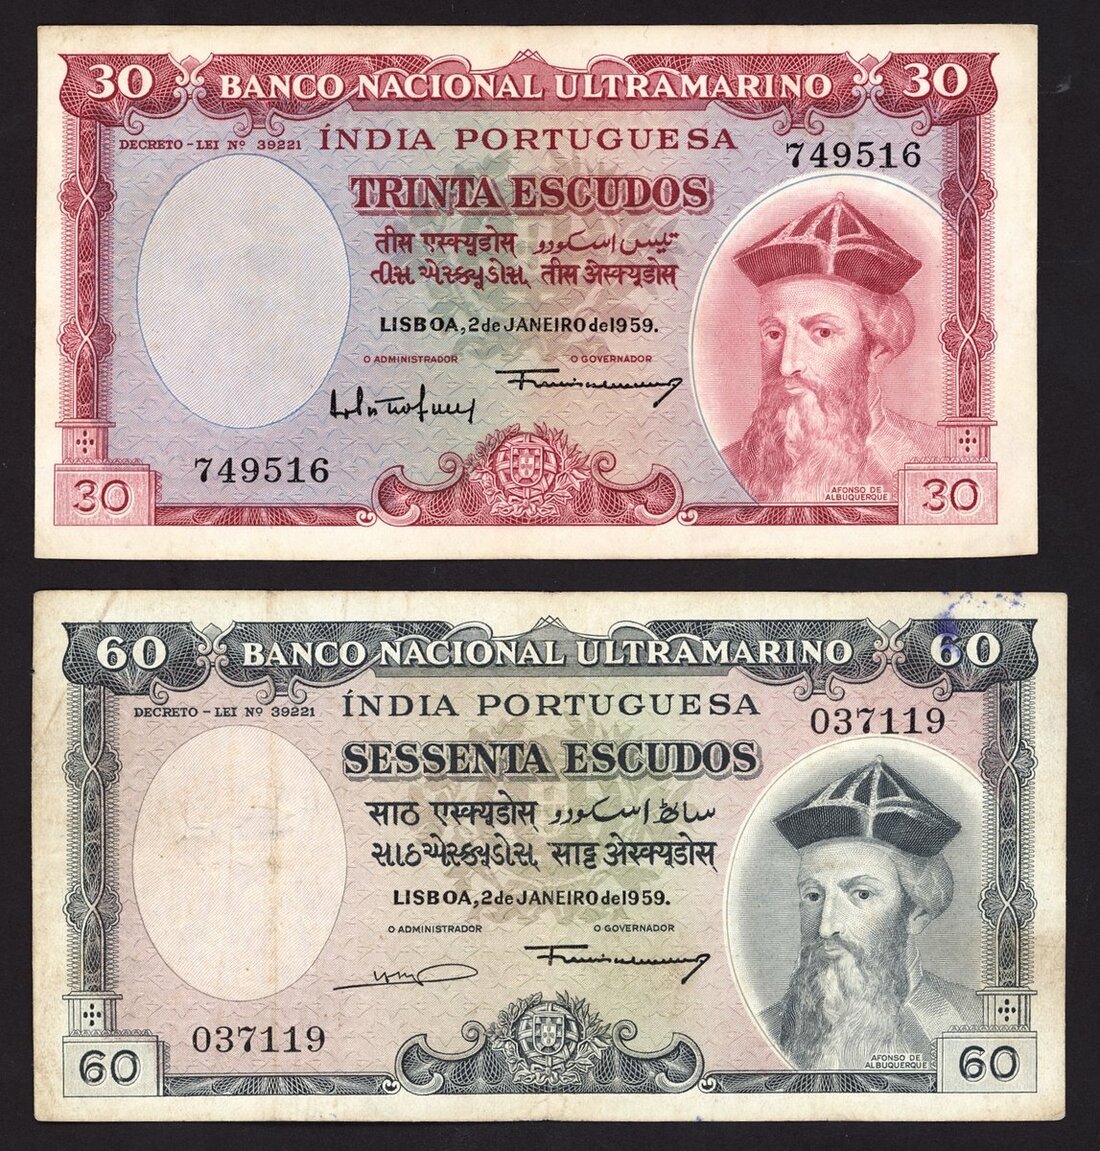 30 BANCO NACIONAL ULTRAMARINO 30
DECRETO-LEI Nº 39221 ÍNDIA PORTUGUESA
749516
TRINTA ESCUDOS
तीस एस्क्यूडोस تیس اسکودو
તીસ એસ્ક્યૂડોસ, तीस अेस्क्यूडोस
LISBOA, 2 de JANEIRO de 1959.
O ADMINISTRADOR O GOVERNADOR
749516
AFONSO DE
ALBUQUERQUE
30 30
60 BANCO NACIONAL ULTRAMARINO 60
DECRETO-LEI Nº 39221 ÍNDIA PORTUGUESA
037119
SESSENTA ESCUDOS
साठ एस्क्यूडोस ساٹھ اسکودو
સાઠ એસ્ક્યૂડોસ, साट्ट अेस्क्यूडोस
LISBOA, 2 de JANEIRO de 1959.
O ADMINISTRADOR O GOVERNADOR
037119
AFONSO DE
ALBUQUERQUE
60 60